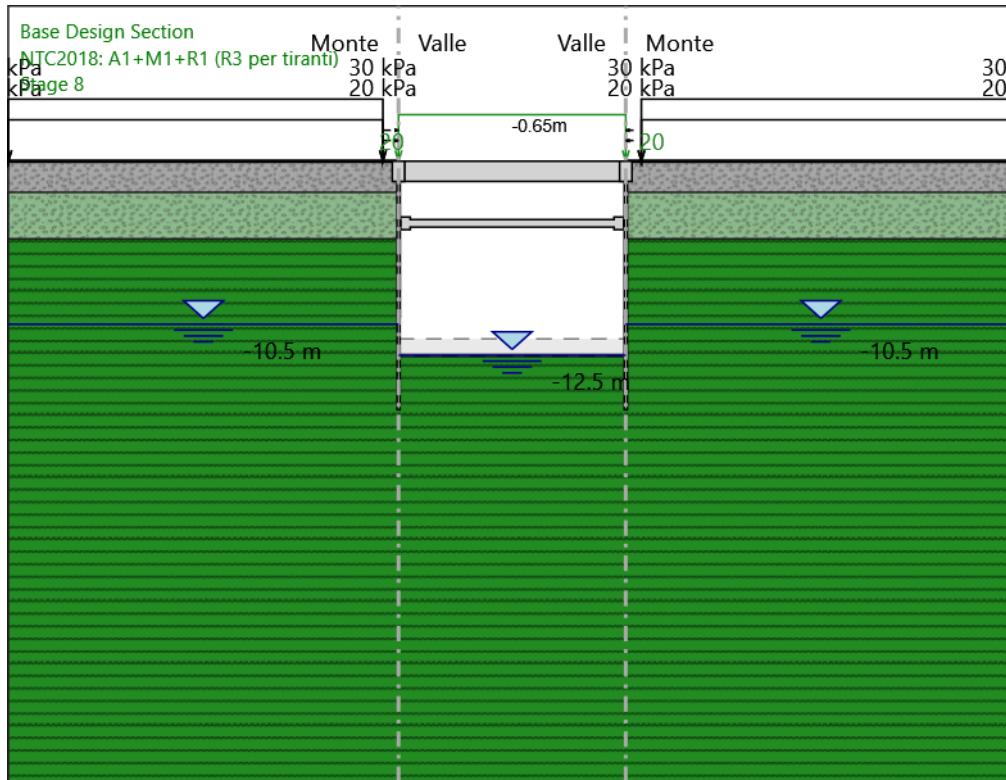 Base Design Section
Monte Valle Valle Monte
NTC2018: A1+M1+R1 (R3 per tiranti)
kPa 30 kPa 30 kPa 30
kPa 20 kPa 20 kPa 20
Stage 8
-0.65m
20 20
-10.5 m -10.5 m
-12.5 m